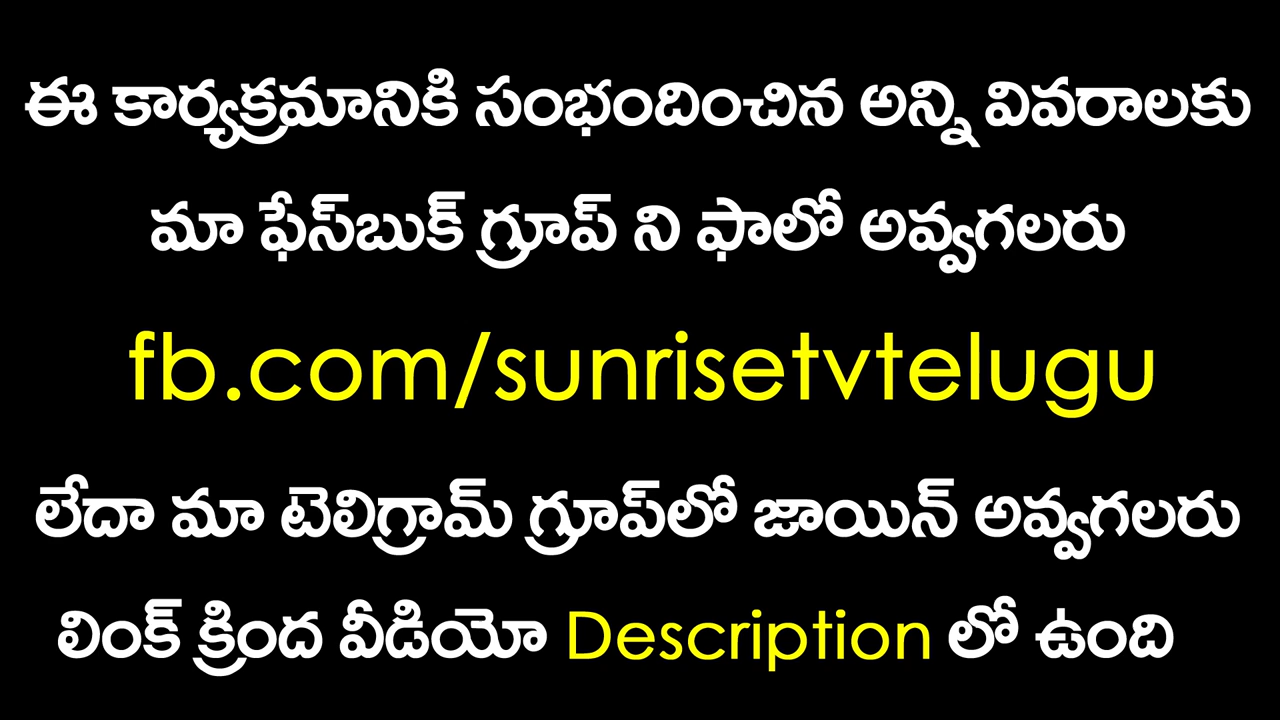 ఈ కార్యక్రమానికి సంభందించిన అన్ని వివరాలకు
మా ఫేస్‌బుక్ గ్రూప్ ని ఫాలో అవ్వగలరు
fb.com/sunrisetvtelugu
లేదా మా టెలిగ్రామ్ గ్రూప్‌లో జాయిన్ అవ్వగలరు
లింక్ క్రింద వీడియో Description లో ఉంది